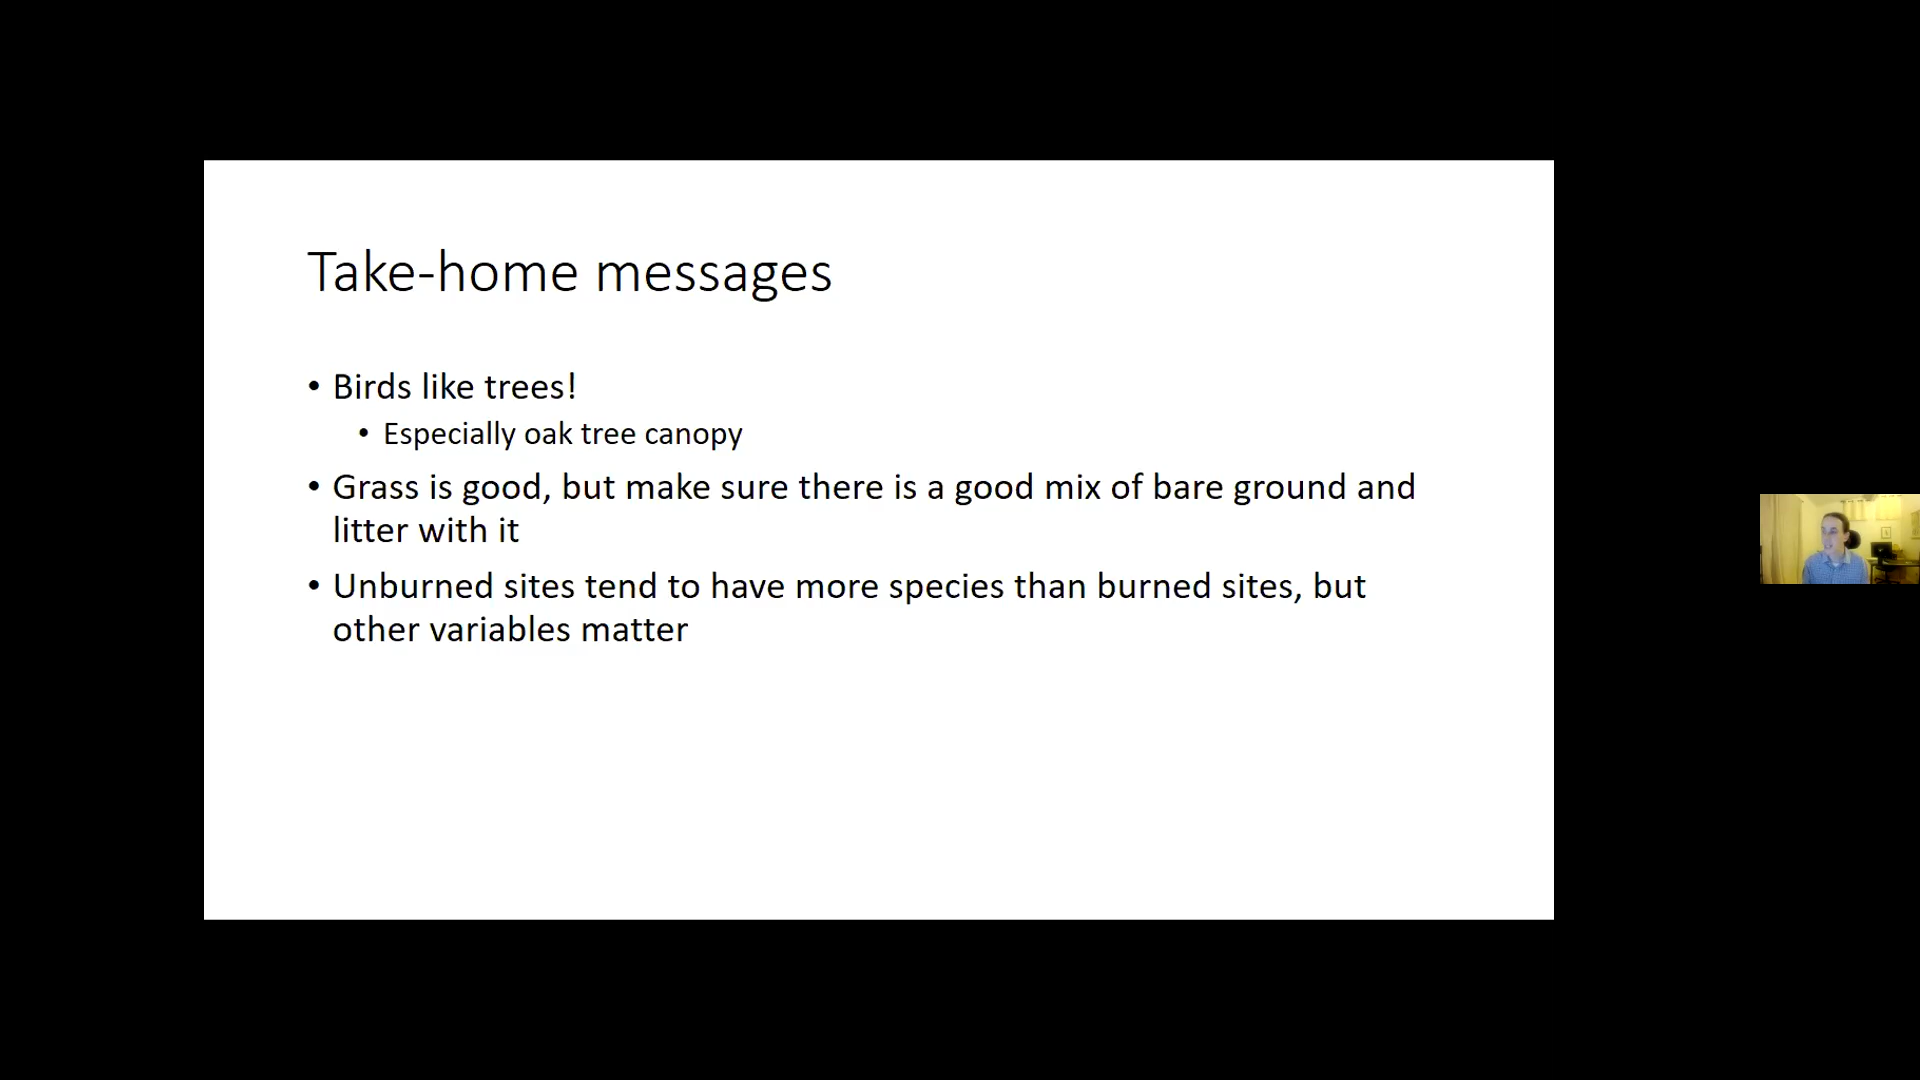 Take-home messages
• Birds like trees!
• Especially oak tree canopy
• Grass is good, but make sure there is a good mix of bare ground and
litter with it
• Unburned sites tend to have more species than burned sites, but
other variables matter